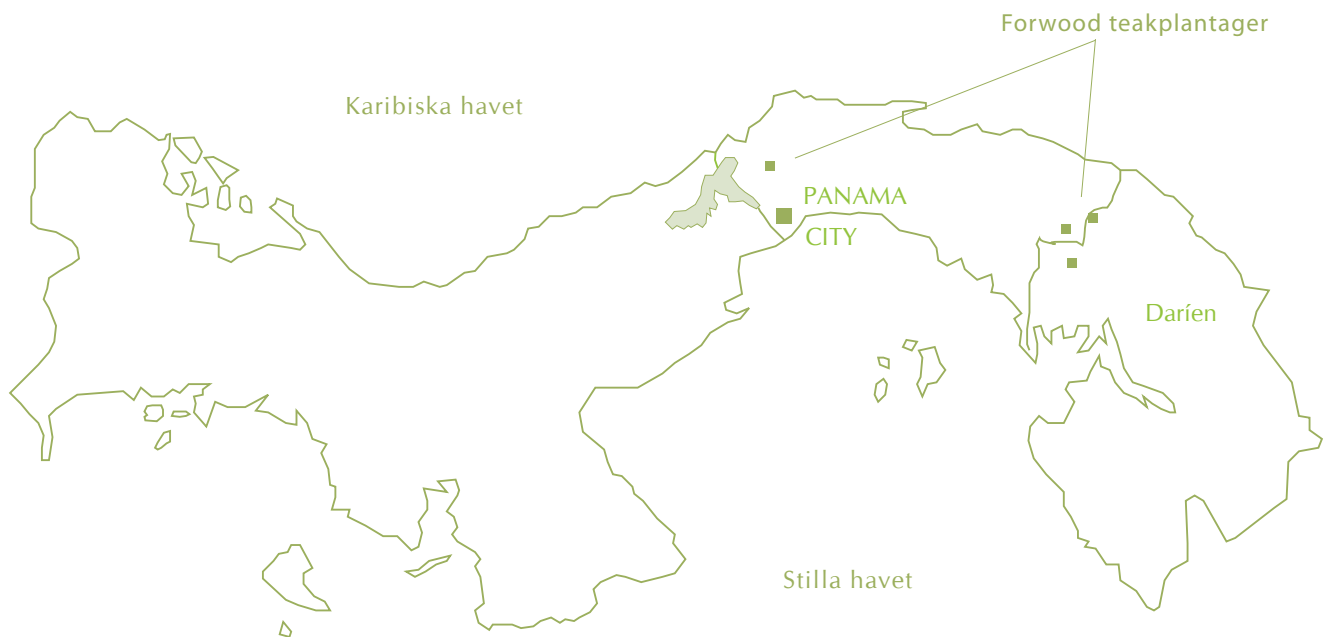 Forwood teakplantager
Karibiska havet
PANAMA
CITY
Daríen
Stilla havet